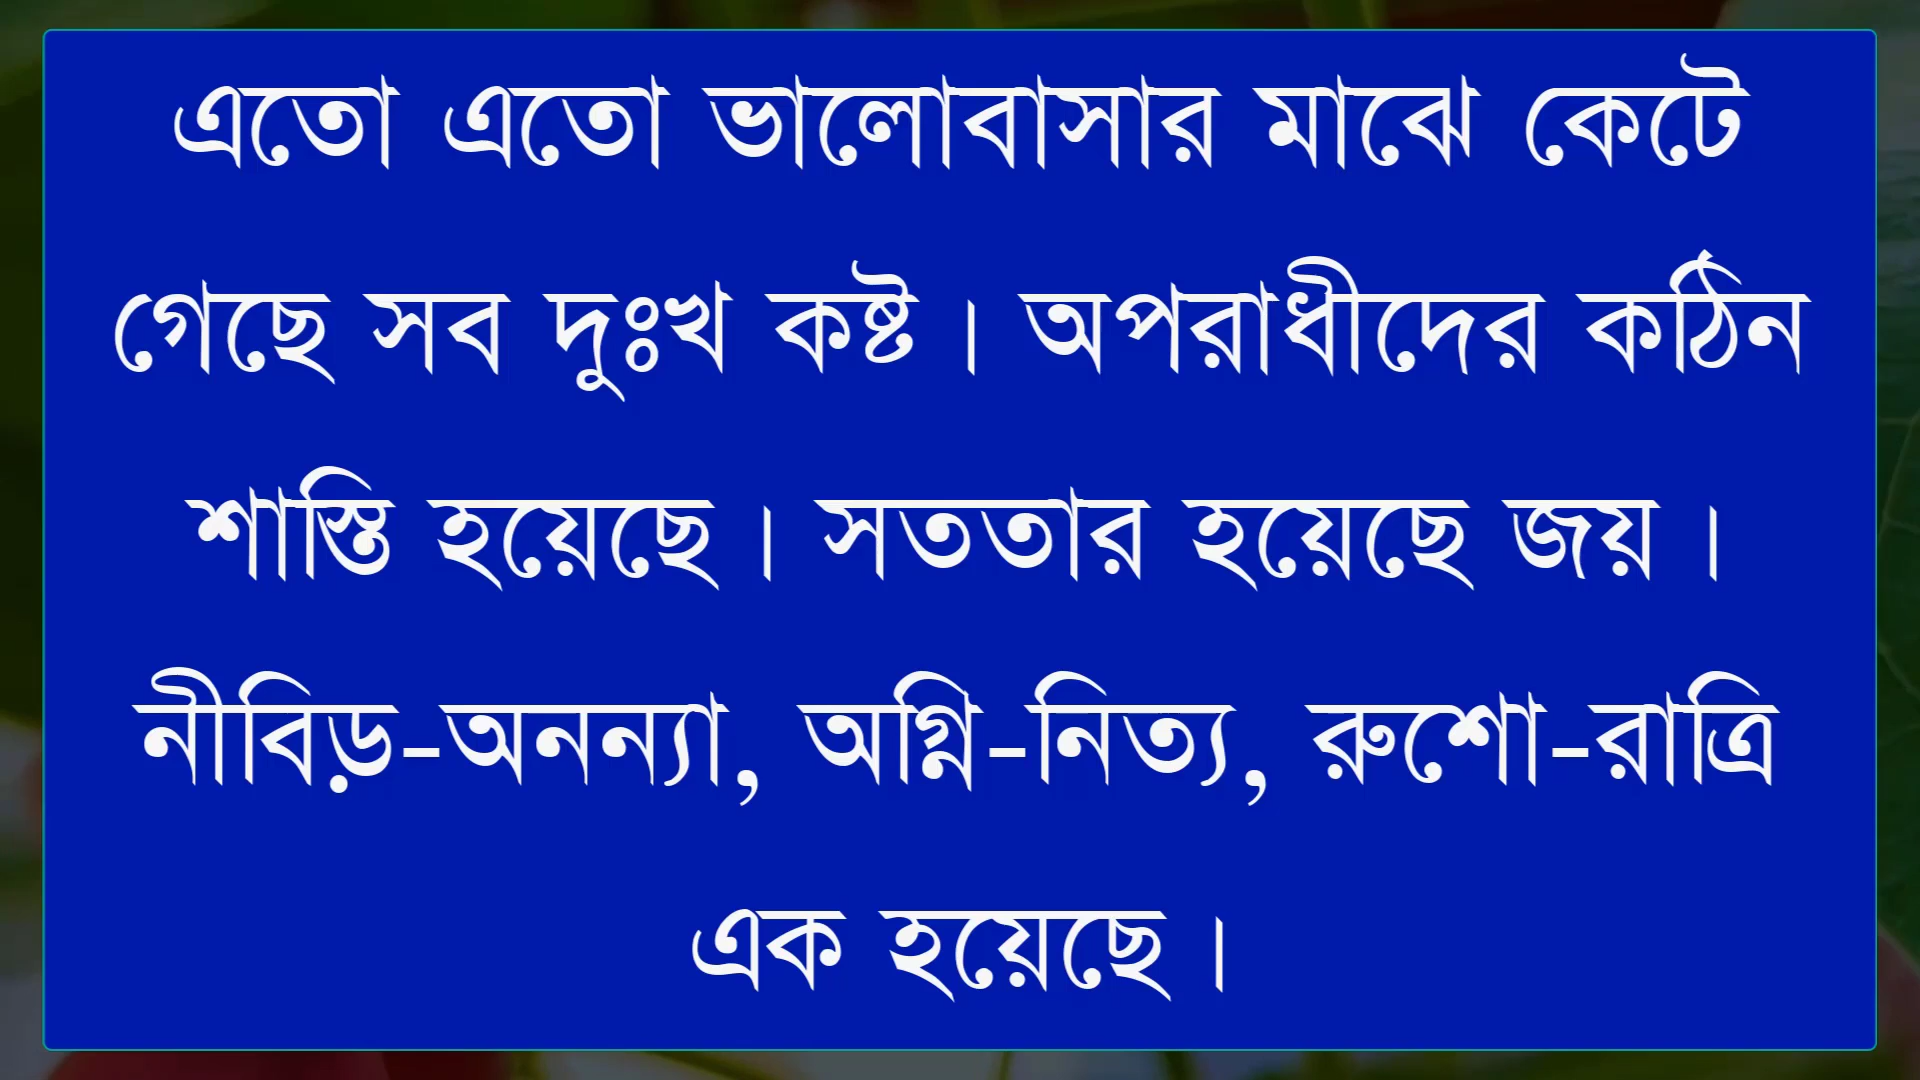 এতো এতো ভালোবাসার মাঝে কেটে
গেছে সব দুঃখ কষ্ট। অপরাধীদের কঠিন
শাস্তি হয়েছে। সততার হয়েছে জয়।
নীবিড়-অনন্যা, অগ্নি-নিত্য, রুশো-রাত্রি
এক হয়েছে।